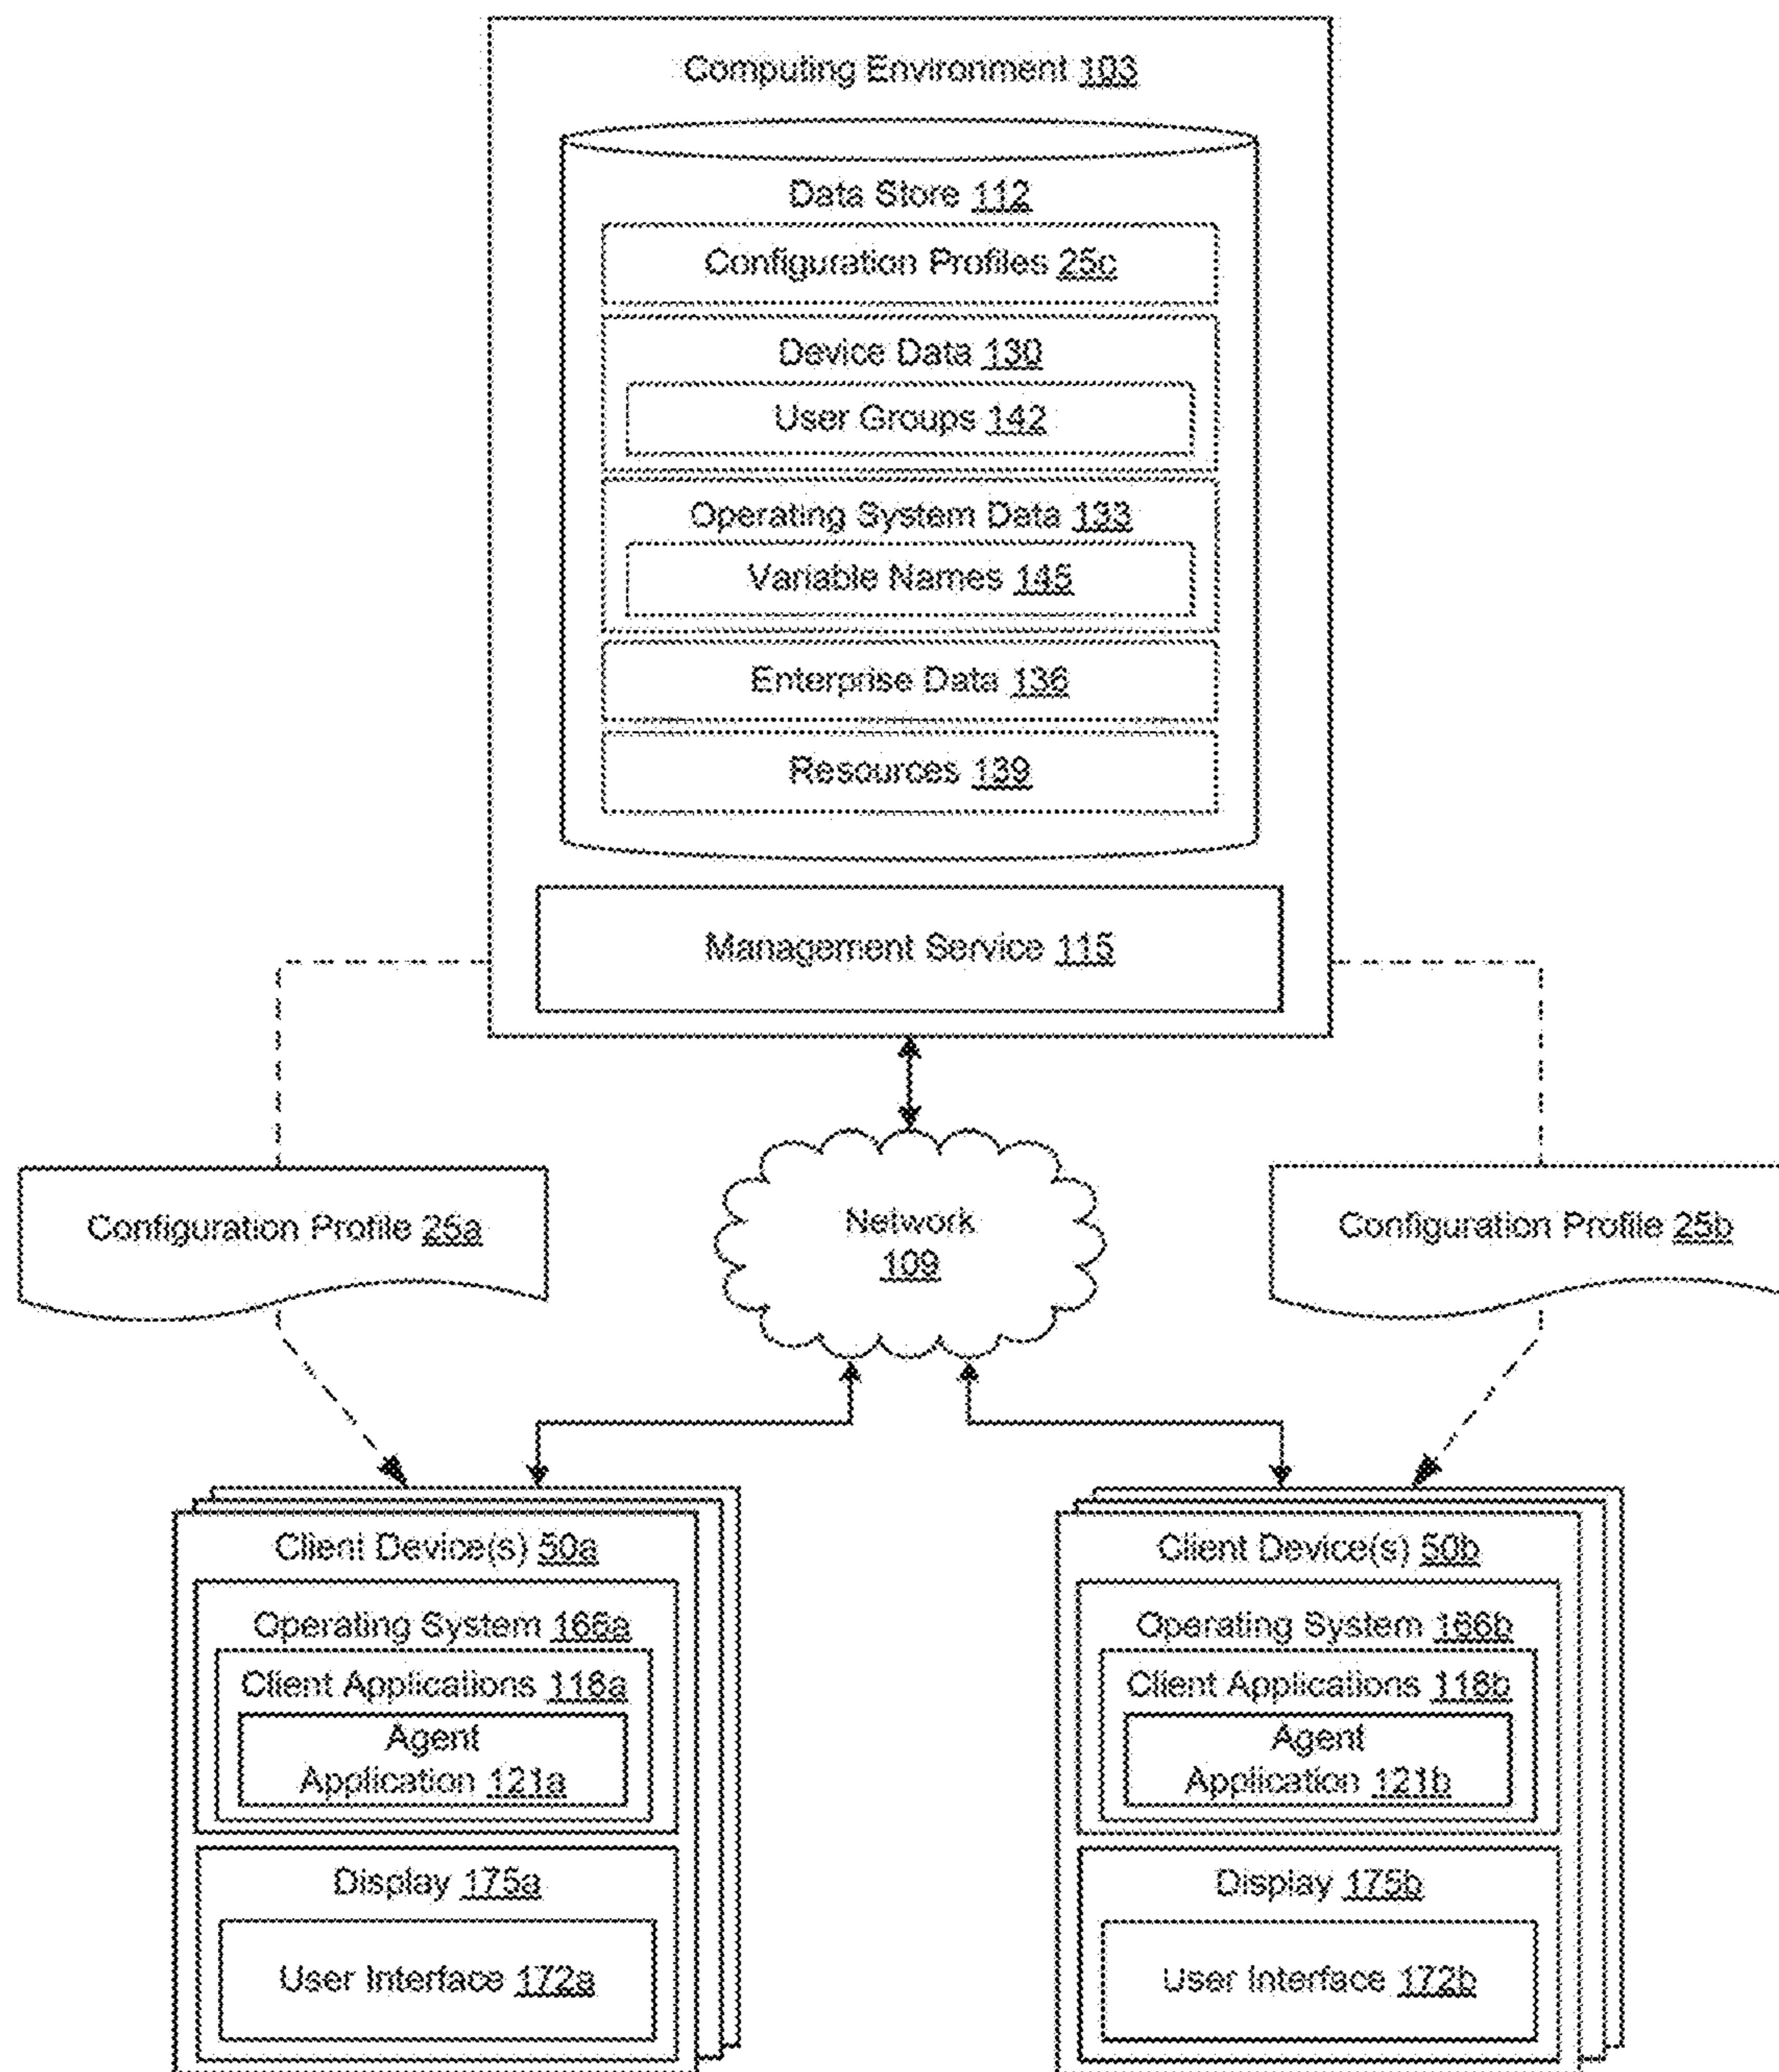 Computing Environment 103
Data Store 112
Configuration Profiles 25c
Device Data 130
User Groups 142
Operating System Data 133
Variable Names 145
Enterprise Data 136
Resources 139
Management Service 115
Configuration Profile 25a
Network
109
Configuration Profile 25b
Client Device(s) 50a
Operating System 166a
Client Applications 118a
Agent
Application 121a
Display 175a
User Interface 172a
Client Device(s) 50b
Operating System 166b
Client Applications 118b
Agent
Application 121b
Display 175b
User Interface 172b